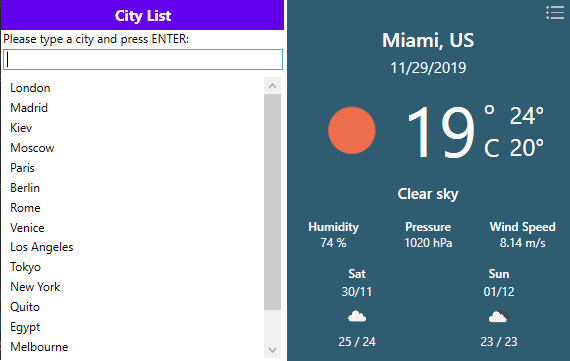 City List
Please type a city and press ENTER:
London
Madrid
Kiev
Moscow
Paris
Berlin
Rome
Venice
Los Angeles
Tokyo
New York
Quito
Egypt
Melbourne
Miami, US
11/29/2019
19 ° C 24° 20°
Clear sky
Humidity Pressure Wind Speed
74 % 1020 hPa 8.14 m/s
Sat Sun
30/11 01/12
25 / 24 23 / 23